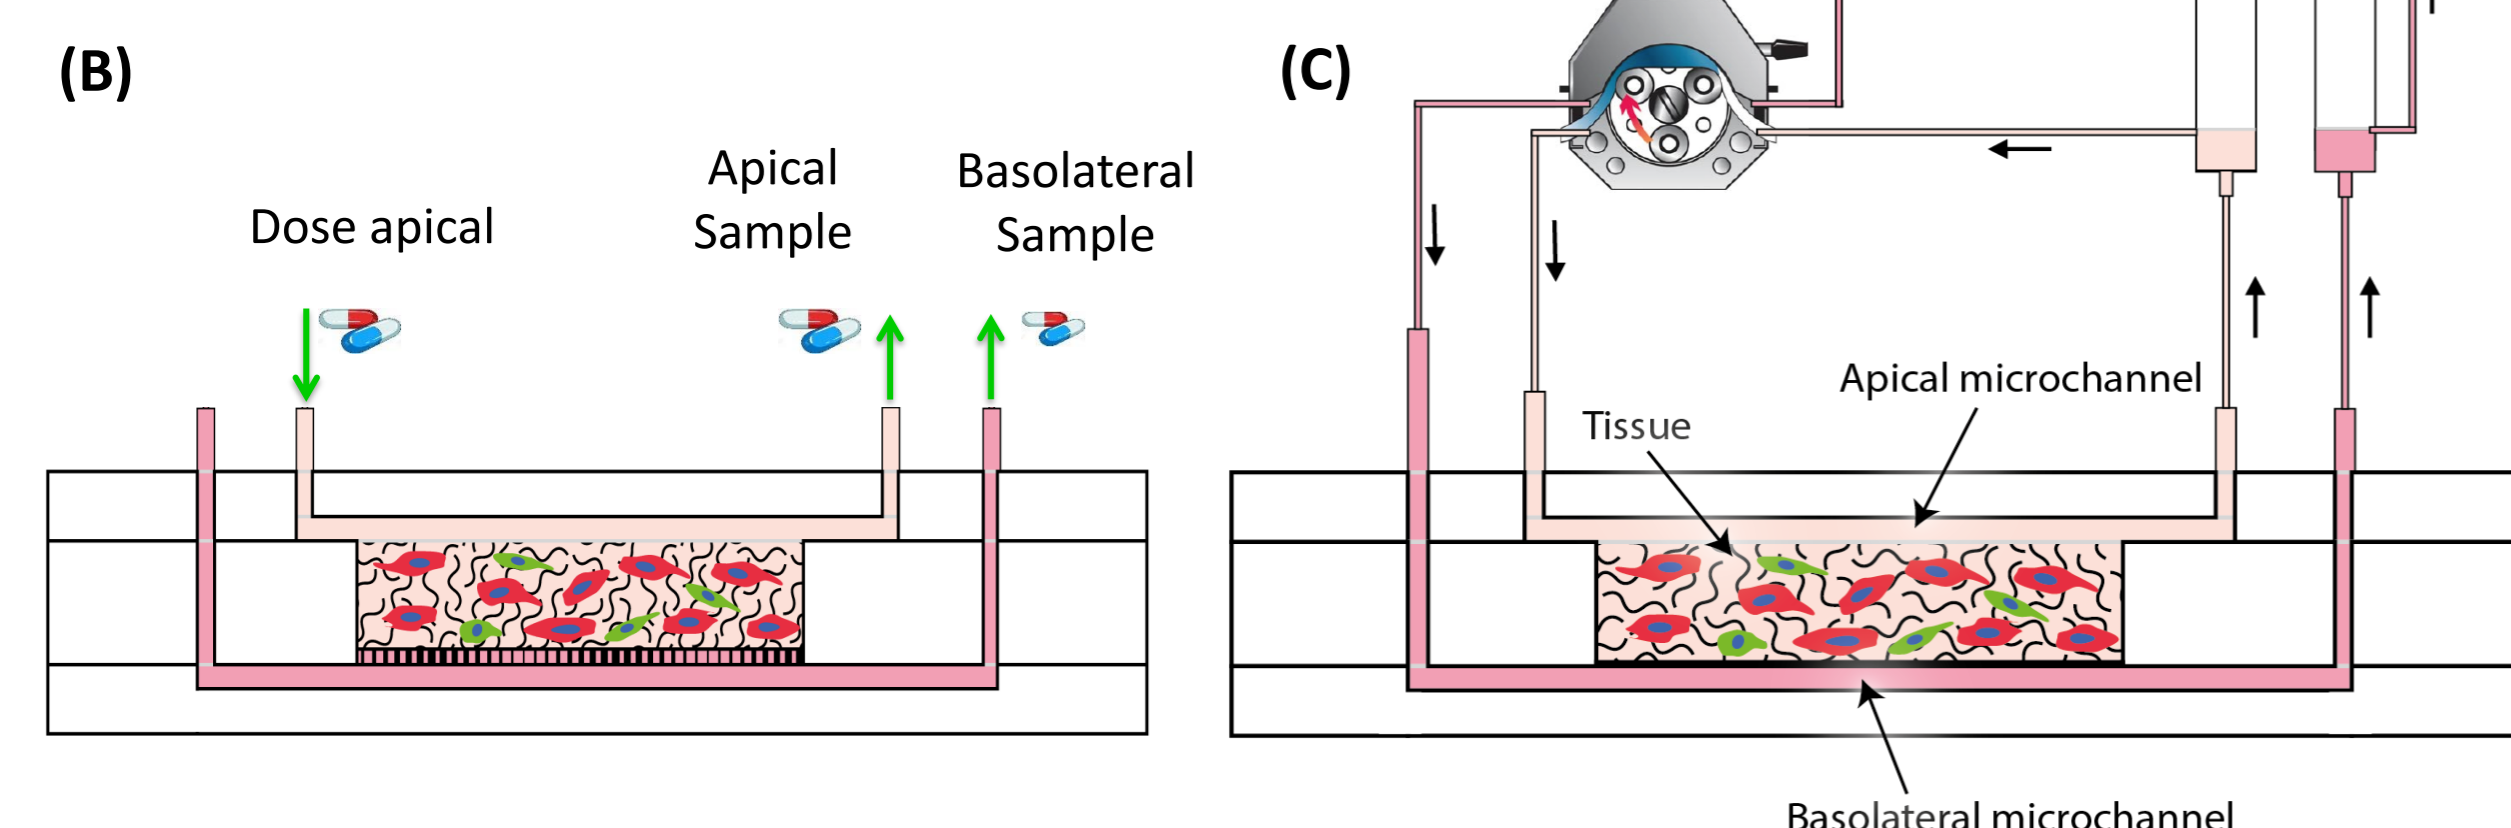 (B)
Dose apical
Apical
Sample
Basolateral
Sample
(C)
Apical microchannel
Tissue
Basolateral microchannel